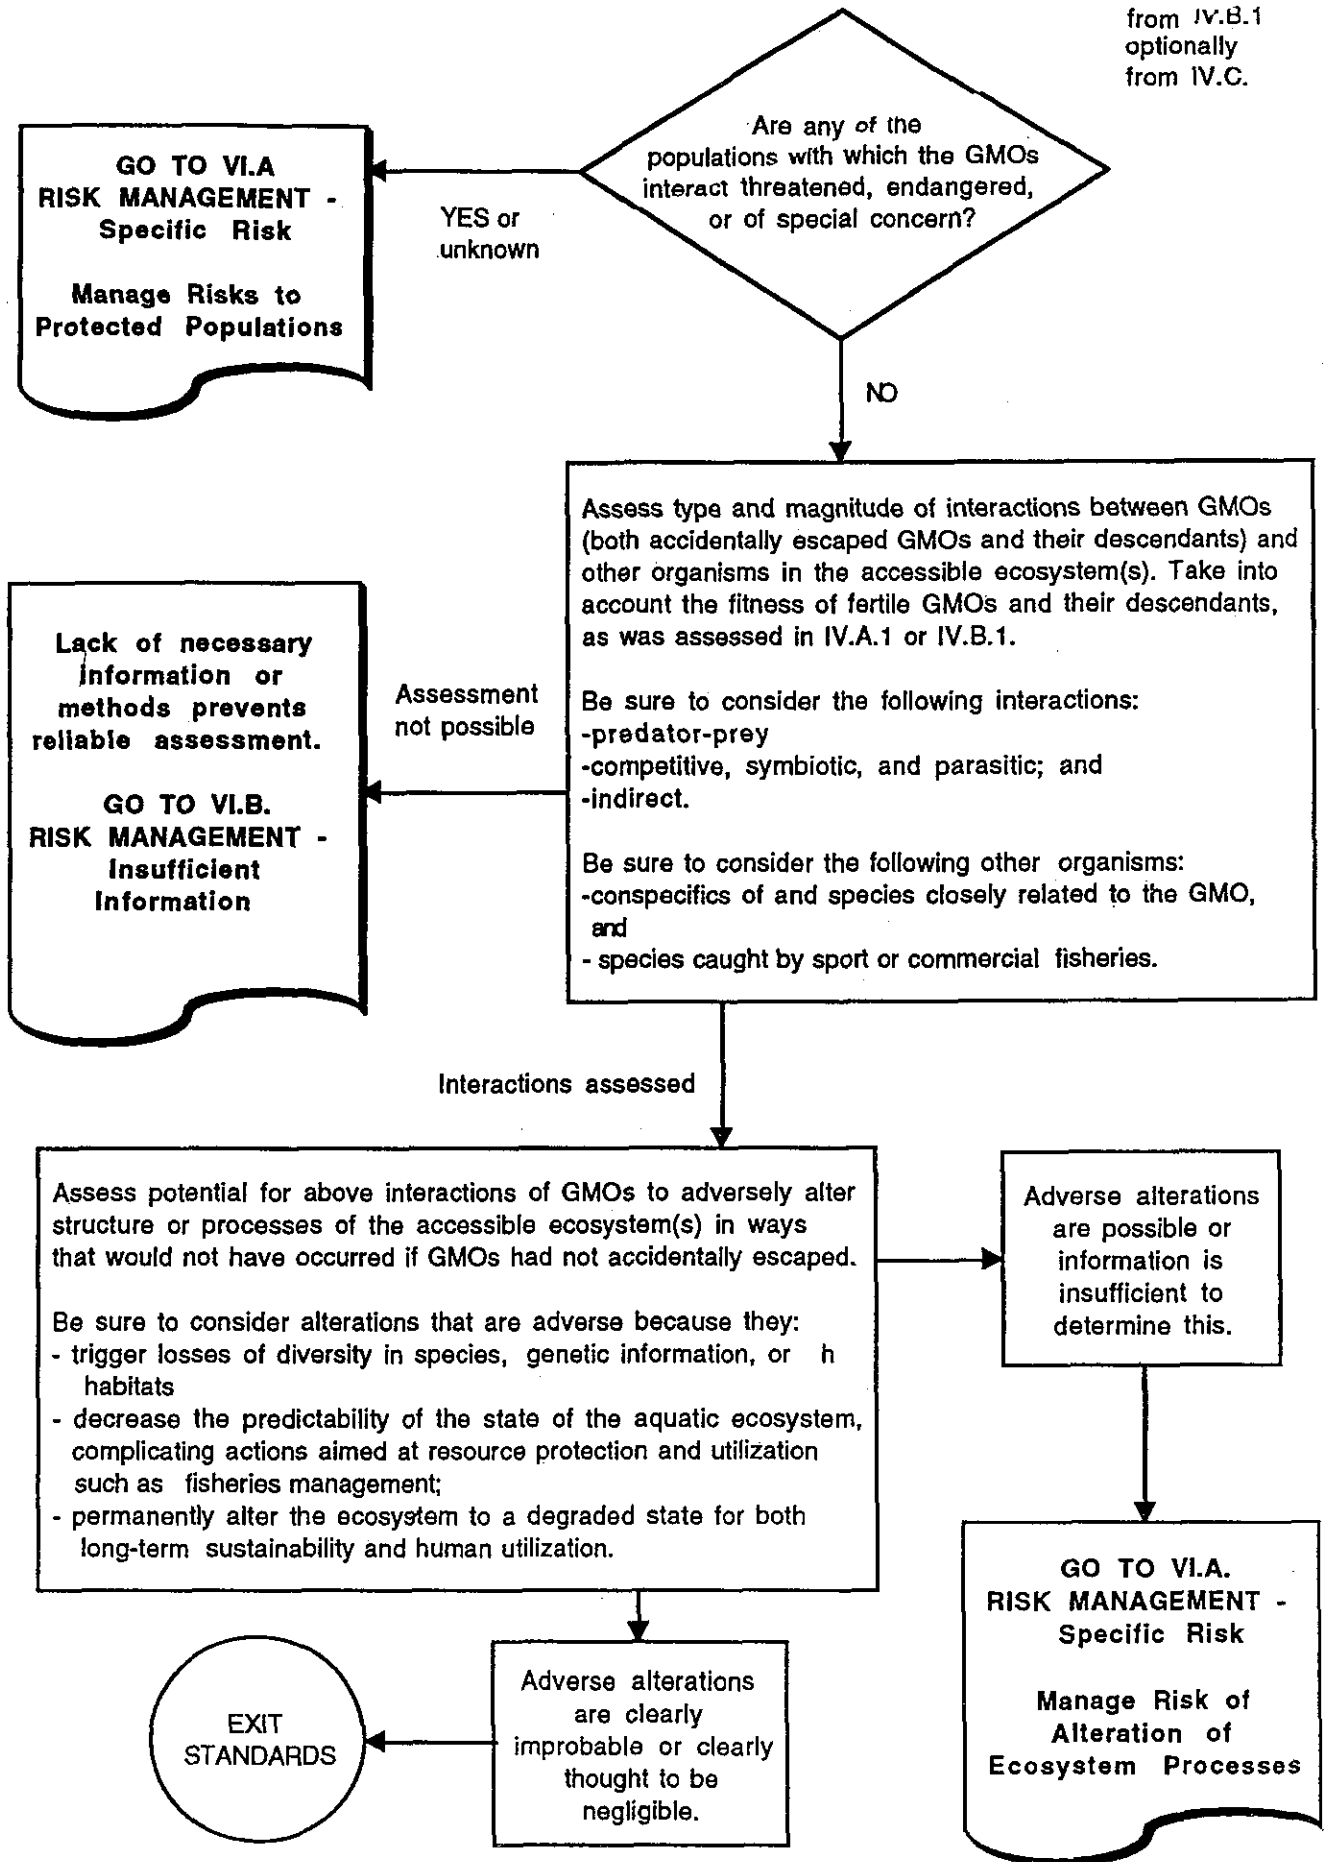 from IV.B.1
optionally
from IV.C.
Are any of the
populations with which the GMOs
interact threatened, endangered,
or of special concern?
GO TO VI.A
RISK MANAGEMENT -
Specific Risk
Manage Risks to
Protected Populations
YES or
unknown
NO
Assess type and magnitude of interactions between GMOs
(both accidentally escaped GMOs and their descendants) and
other organisms in the accessible ecosystem(s). Take into
account the fitness of fertile GMOs and their descendants,
as was assessed in IV.A.1 or IV.B.1.
Be sure to consider the following interactions:
-predator-prey
-competitive, symbiotic, and parasitic; and
-indirect.
Be sure to consider the following other organisms:
-conspecifics of and species closely related to the GMO,
and
- species caught by sport or commercial fisheries.
Assessment
not possible
Lack of necessary
information or
methods prevents
reliable assessment.
GO TO VI.B.
RISK MANAGEMENT -
Insufficient
Information
Interactions assessed
Assess potential for above interactions of GMOs to adversely alter
structure or processes of the accessible ecosystem(s) in ways
that would not have occurred if GMOs had not accidentally escaped.
Be sure to consider alterations that are adverse because they:
- trigger losses of diversity in species, genetic information, or h
habitats
- decrease the predictability of the state of the aquatic ecosystem,
complicating actions aimed at resource protection and utilization
such as fisheries management;
- permanently alter the ecosystem to a degraded state for both
long-term sustainability and human utilization.
Adverse alterations
are possible or
information is
insufficient to
determine this.
GO TO VI.A.
RISK MANAGEMENT -
Specific Risk
Manage Risk of
Alteration of
Ecosystem Processes
Adverse alterations
are clearly
improbable or clearly
thought to be
negligible.
EXIT
STANDARDS